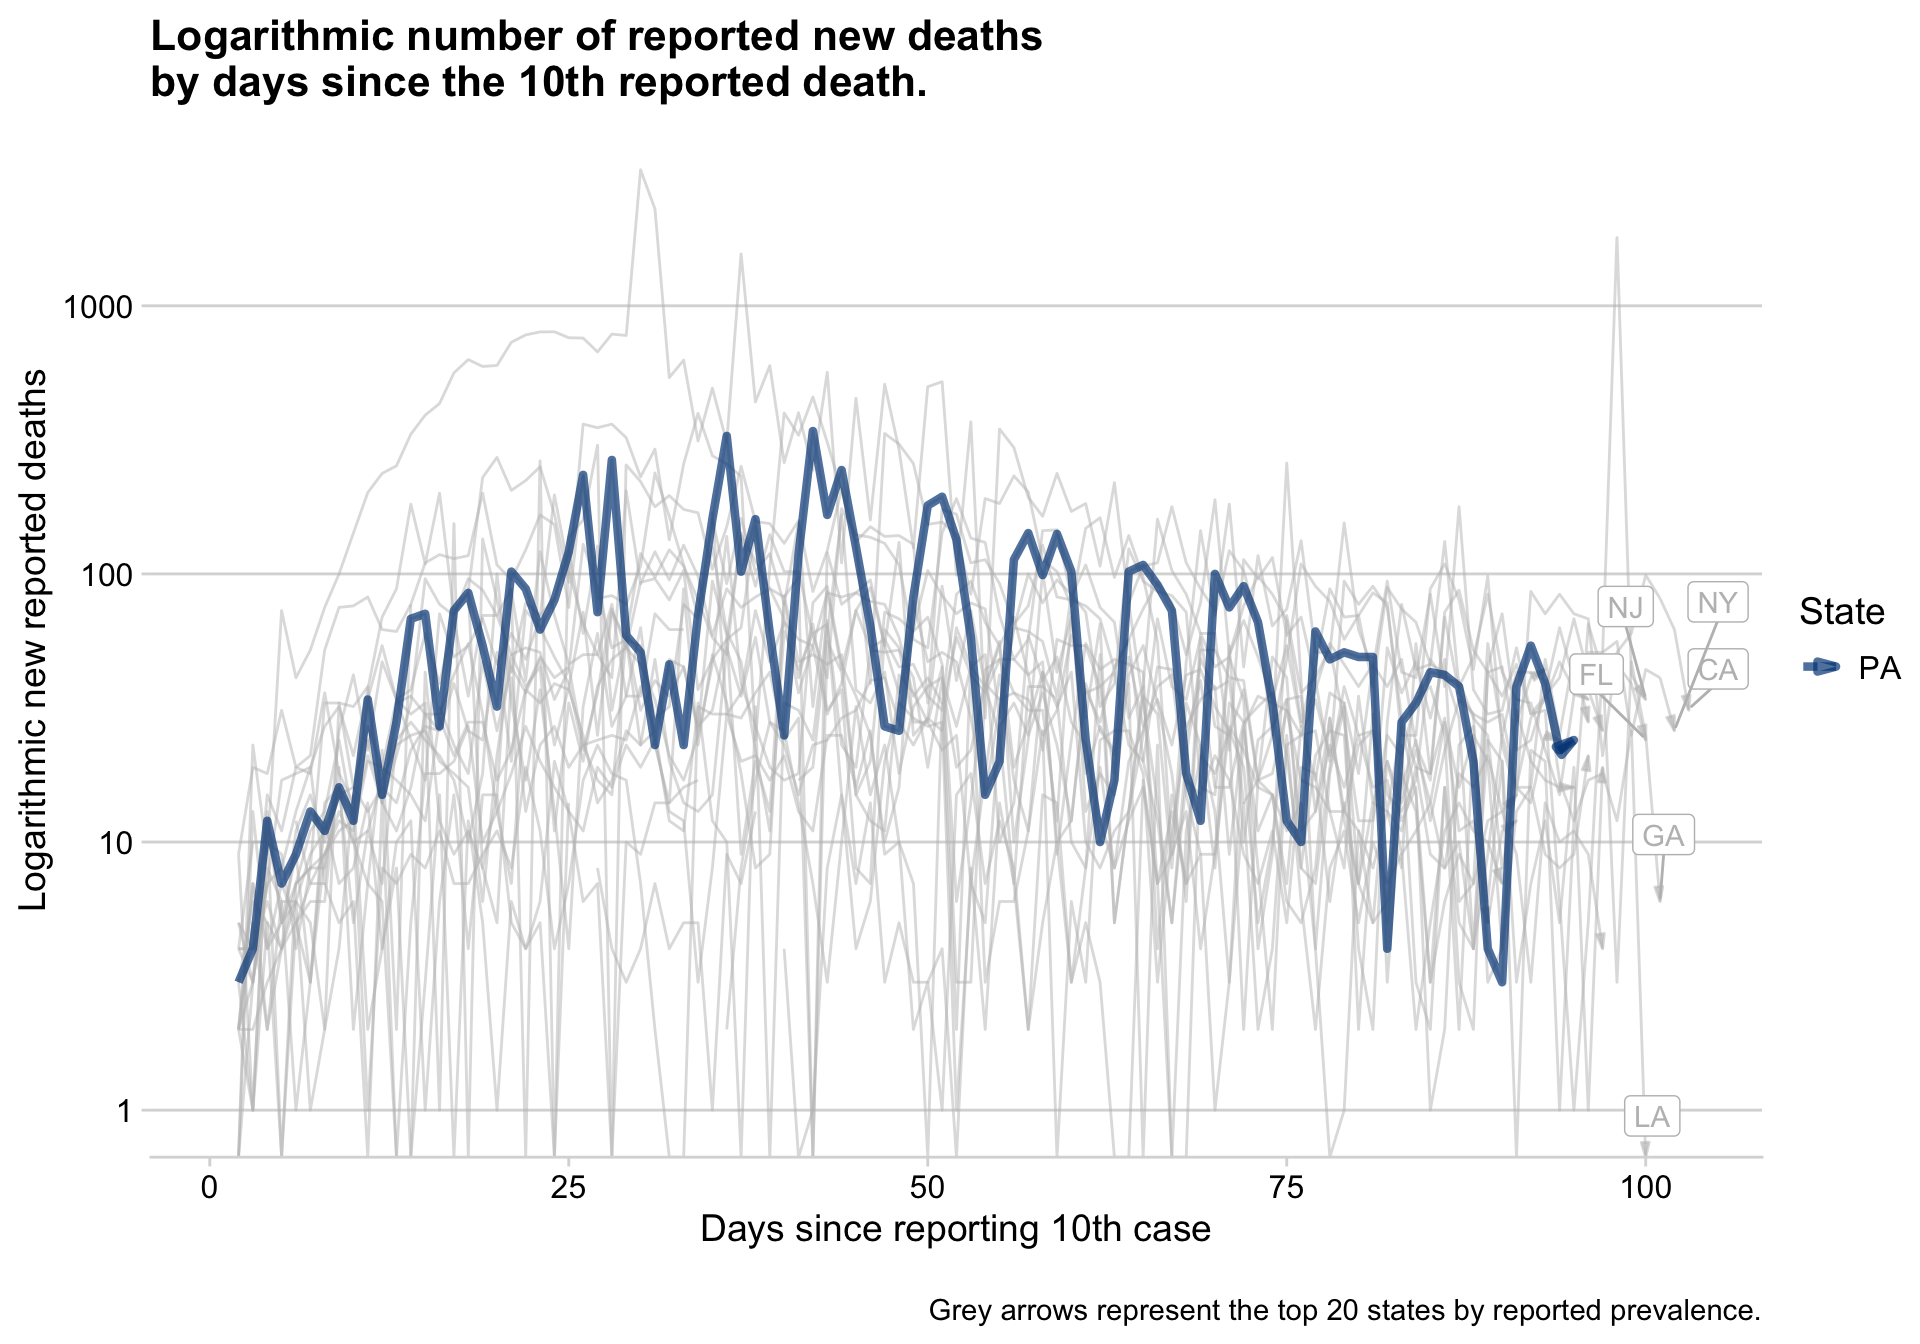 Logarithmic number of reported new deaths
by days since the 10th reported death.
Logarithmic new reported deaths
1000
100
10
1
NJ
NY
FL
CA
GA
LA
State
PA
0
25
50
75
100
Days since reporting 10th case
Grey arrows represent the top 20 states by reported prevalence.